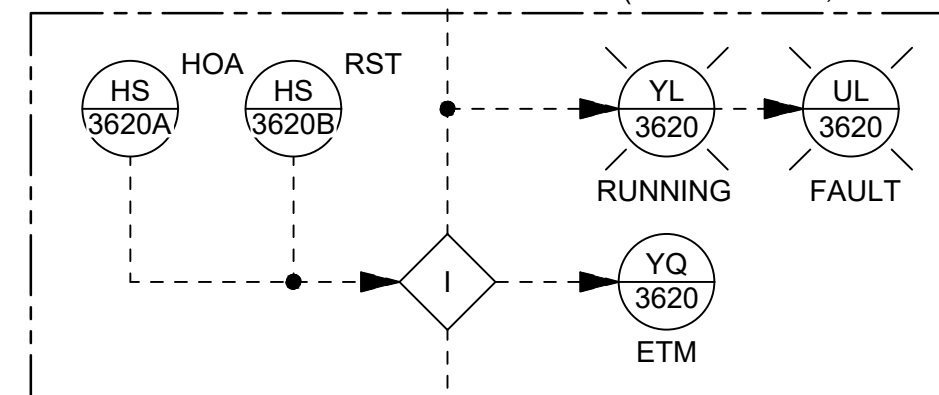 HOA
RST
HS
3620A
HS
3620B
YL
3620
UL
3620
RUNNING
FAULT
I
YQ
3620
ETM